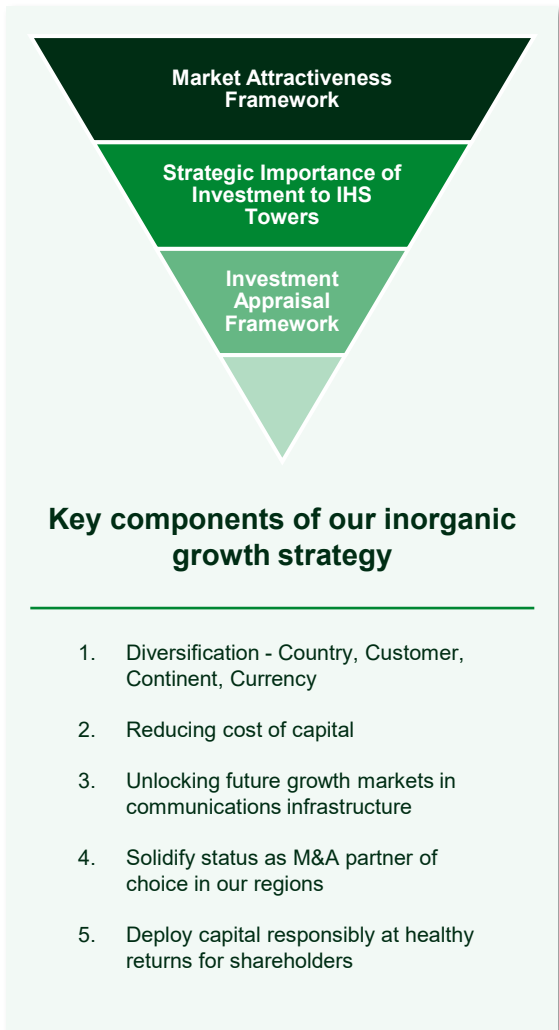 Market Attractiveness
Framework
Strategic Importance of
Investment to IHS
Towers
Investment
Appraisal
Framework
Key components of our inorganic
growth strategy
1. Diversification - Country, Customer,
Continent, Currency
2. Reducing cost of capital
3. Unlocking future growth markets in
communications infrastructure
4. Solidify status as M&A partner of
choice in our regions
5. Deploy capital responsibly at healthy
returns for shareholders